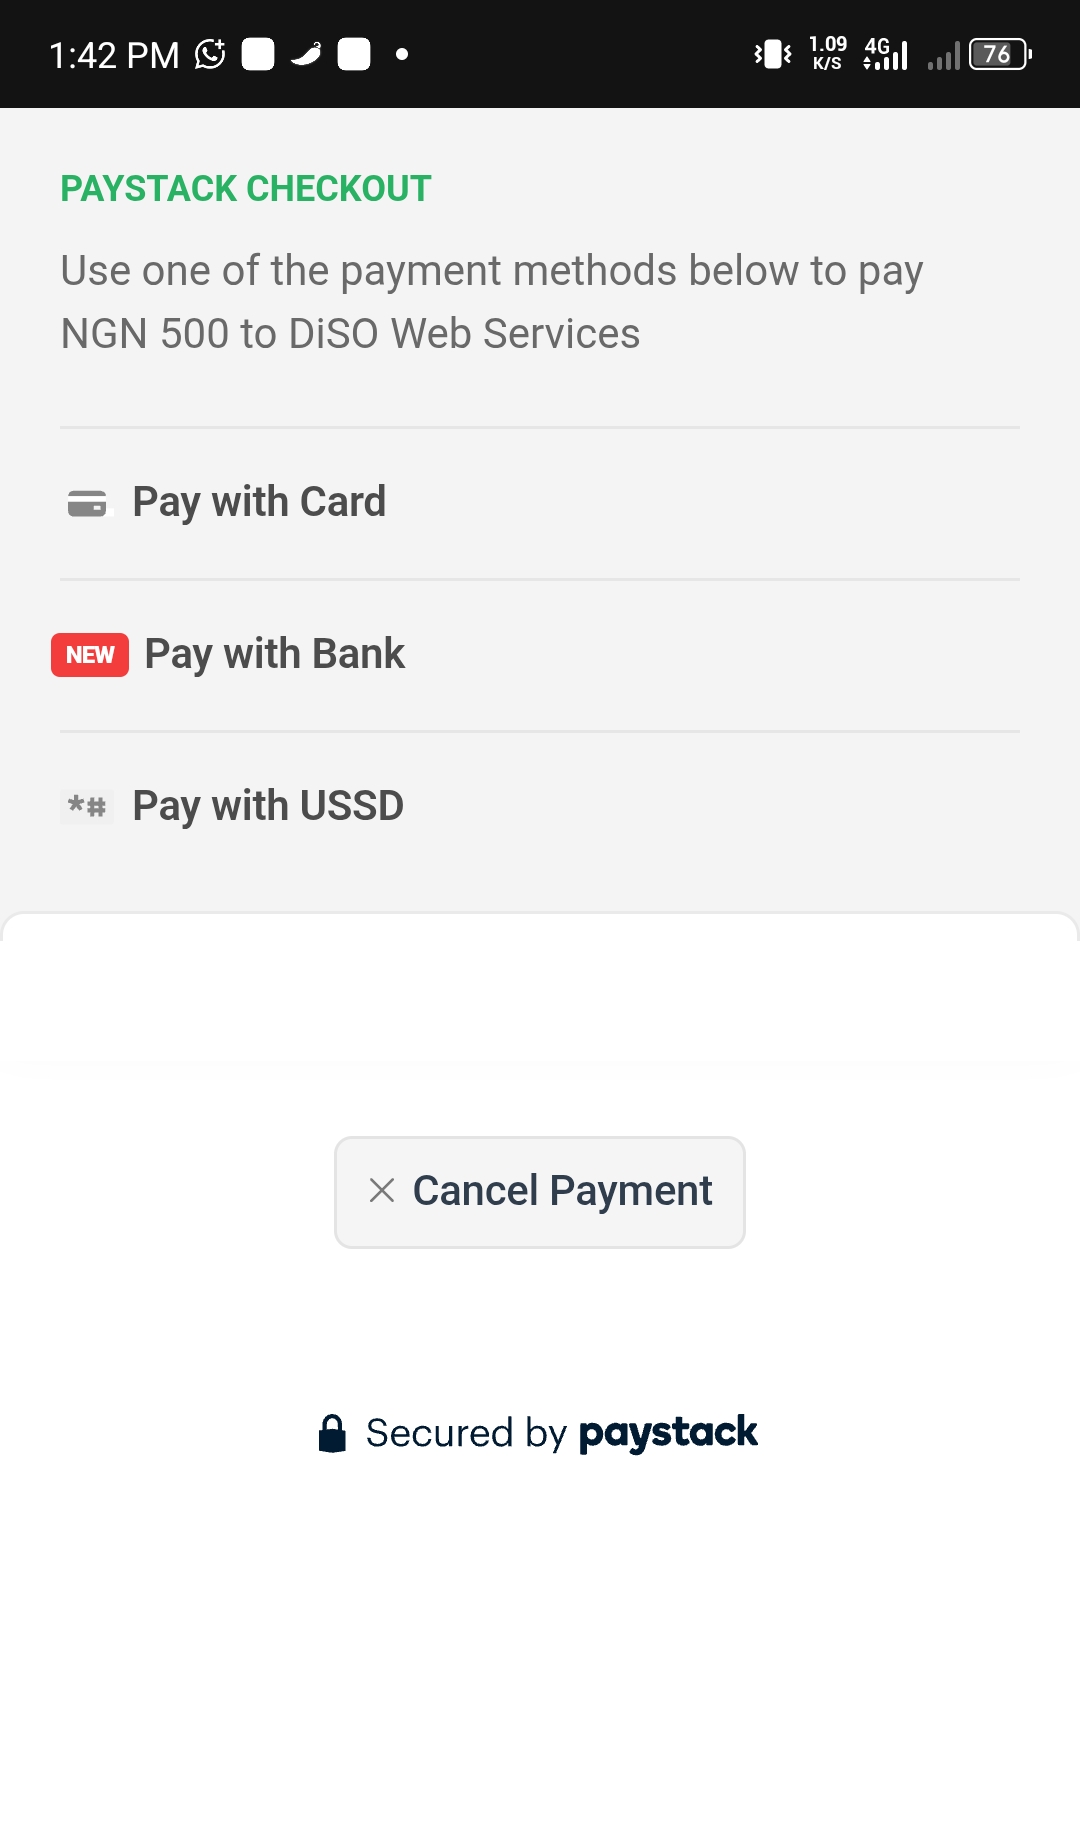 1:42 PM 1.09 K/S 4G 76
PAYSTACK CHECKOUT
Use one of the payment methods below to pay
NGN 500 to DiSO Web Services
Pay with Card
NEW Pay with Bank
*# Pay with USSD
Cancel Payment
Secured by paystack